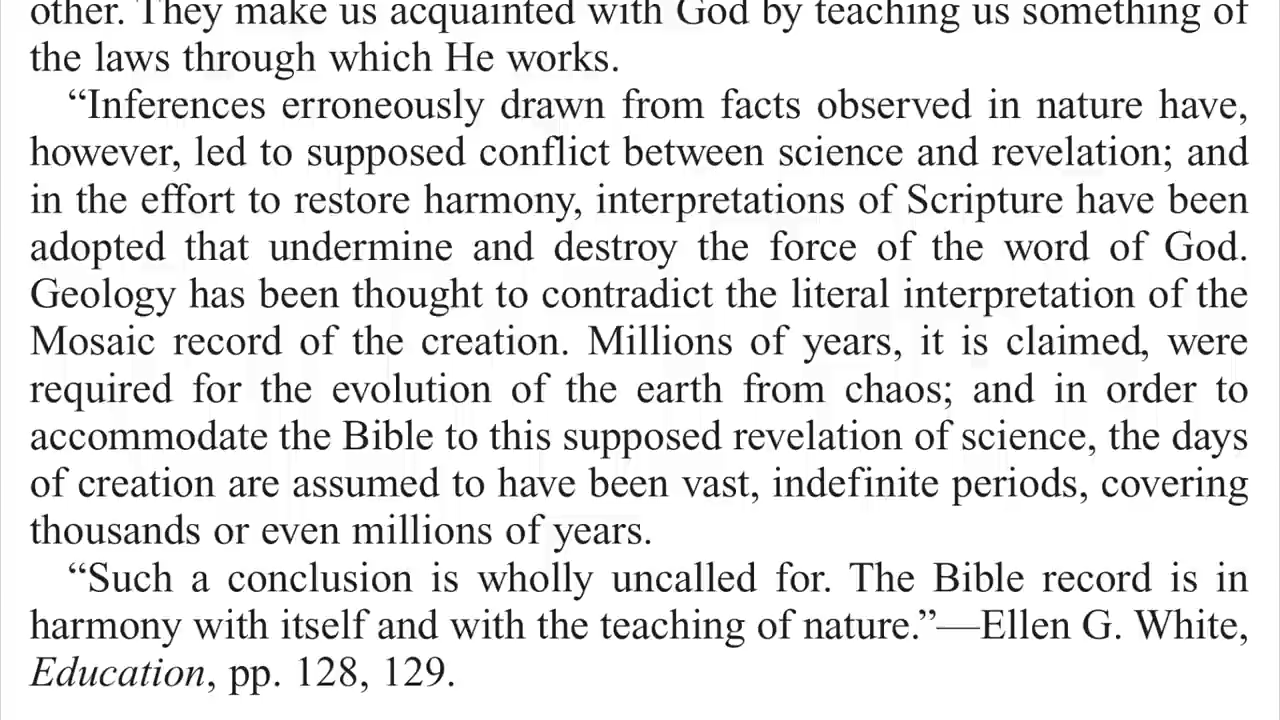 other. They make us acquainted with God by teaching us something of
the laws through which He works.
“Inferences erroneously drawn from facts observed in nature have,
however, led to supposed conflict between science and revelation; and
in the effort to restore harmony, interpretations of Scripture have been
adopted that undermine and destroy the force of the word of God.
Geology has been thought to contradict the literal interpretation of the
Mosaic record of the creation. Millions of years, it is claimed, were
required for the evolution of the earth from chaos; and in order to
accommodate the Bible to this supposed revelation of science, the days
of creation are assumed to have been vast, indefinite periods, covering
thousands or even millions of years.
“Such a conclusion is wholly uncalled for. The Bible record is in
harmony with itself and with the teaching of nature.”—Ellen G. White,
Education, pp. 128, 129.